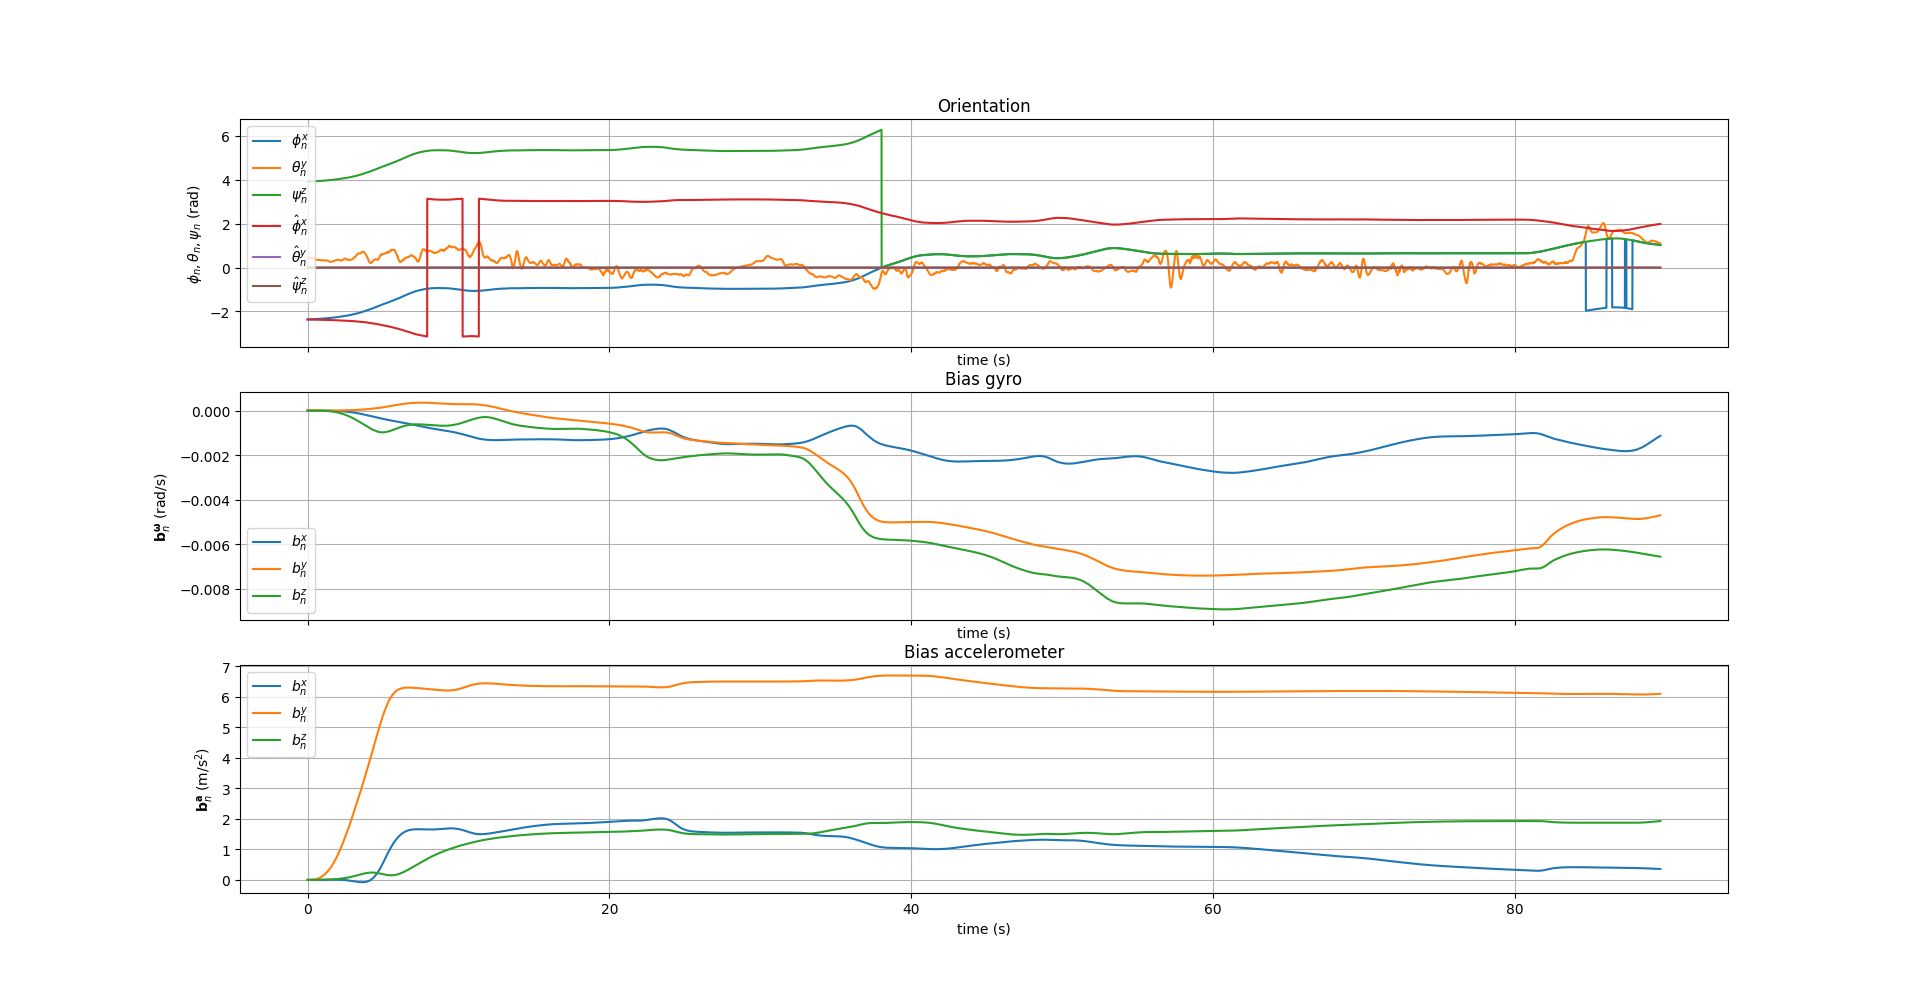 Orientation
6
4
2
0
−2
ϕₙ, θₙ, ψₙ (rad)
ϕₙˣ
θₙʸ
ψₙᶻ
ϕ̂ₙˣ
θ̂ₙʸ
ψ̂ₙᶻ
time (s)
Bias gyro
0.000
−0.002
−0.004
−0.006
−0.008
bₙ^ω (rad/s)
bₙˣ
bₙʸ
bₙᶻ
time (s)
Bias accelerometer
7
6
5
4
3
2
1
0
bₙᵃ (m/s²)
bₙˣ
bₙʸ
bₙᶻ
0 20 40 60 80
time (s)